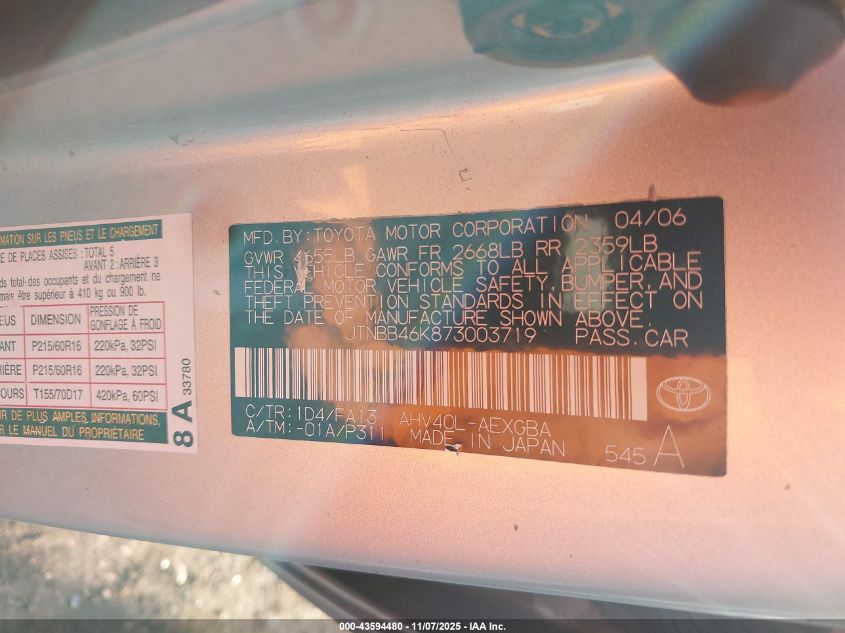 MATION SUR LES PNEUS ET LE CHARGEMENT
E DE PLACES ASSISES: TOTAL 5
AVANT 2: ARRIÈRE 3
ds total-des occupants et du chargement ne
mais être supérieur à 410 kg ou 900 lb.
EUS DIMENSION PRESSION DE GONFLAGE À FROID
ANT P215/60R16 220kPa, 32PSI
RIÈRE P215/60R16 220kPa, 32PSI
COURS T155/70D17 420kPa, 60PSI
UR DE PLUS AMPLES INFORMATIONS,
R LE MANUEL DU PROPRIÉTAIRE
8 A 33780
MFD. BY: TOYOTA MOTOR CORPORATION 04/06
GVWR 4655LB GAWR FR 2668LB RR 2359LB
THIS VEHICLE CONFORMS TO ALL APPLICABLE
FEDERAL MOTOR VEHICLE SAFETY, BUMPER, AND
THEFT PREVENTION STANDARDS IN EFFECT ON
THE DATE OF MANUFACTURE SHOWN ABOVE.
JTNBB46K873003719 PASS. CAR
C/TR: 1D4/FA13 AHV40L-AEXGBA
A/TM: -01A/P311 MADE IN JAPAN
545 A
000-43594480 - 11/07/2025 - IAA Inc.